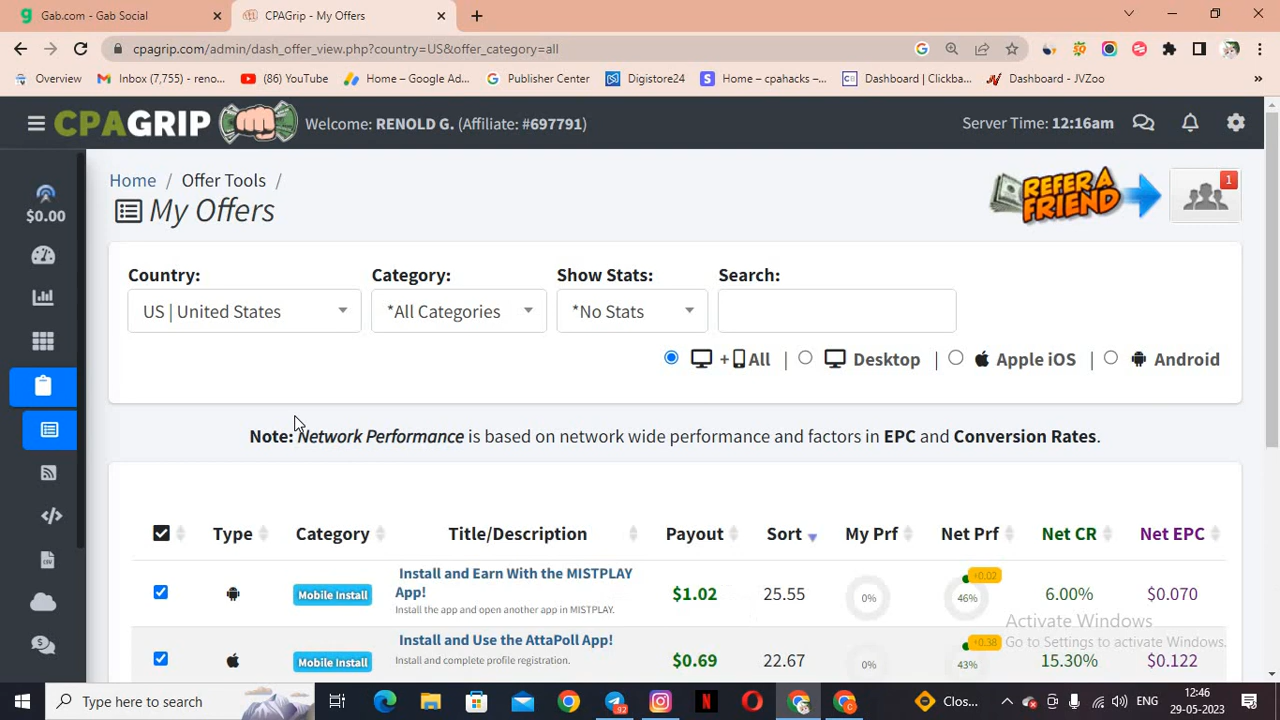 Gab.com - Gab Social
CPAGrip - My Offers
cpagrip.com/admin/dash_offer_view.php?country=US&offer_category=all
Overview
Inbox (7,755) - reno...
(86) YouTube
Home – Google Ad...
Publisher Center
Digistore24
Home – cpahacks –...
Dashboard | Clickba...
Dashboard - JVZoo
CPAGRIP
Welcome: RENOLD G. (Affiliate: #697791)
Server Time: 12:16am
$0.00
Home / Offer Tools /
My Offers
REFER A
FRIEND
1
Country:
Category:
Show Stats:
Search:
US | United States
*All Categories
*No Stats
+ All | Desktop | Apple iOS | Android
Note: Network Performance is based on network wide performance and factors in EPC and Conversion Rates.
Type Category Title/Description Payout Sort My Prf Net Prf Net CR Net EPC
Mobile Install
Install and Earn With the MISTPLAY
App!
Install the app and open another app in MISTPLAY.
$1.02
25.55
0%
46%
+0.02
6.00%
$0.070
Mobile Install
Install and Use the AttaPoll App!
Install and complete profile registration.
$0.69
22.67
0%
43%
+0.38
15.30%
$0.122
Activate Windows
Go to Settings to activate Windows.
Type here to search
92
Clos...
ENG
12:46
29-05-2023